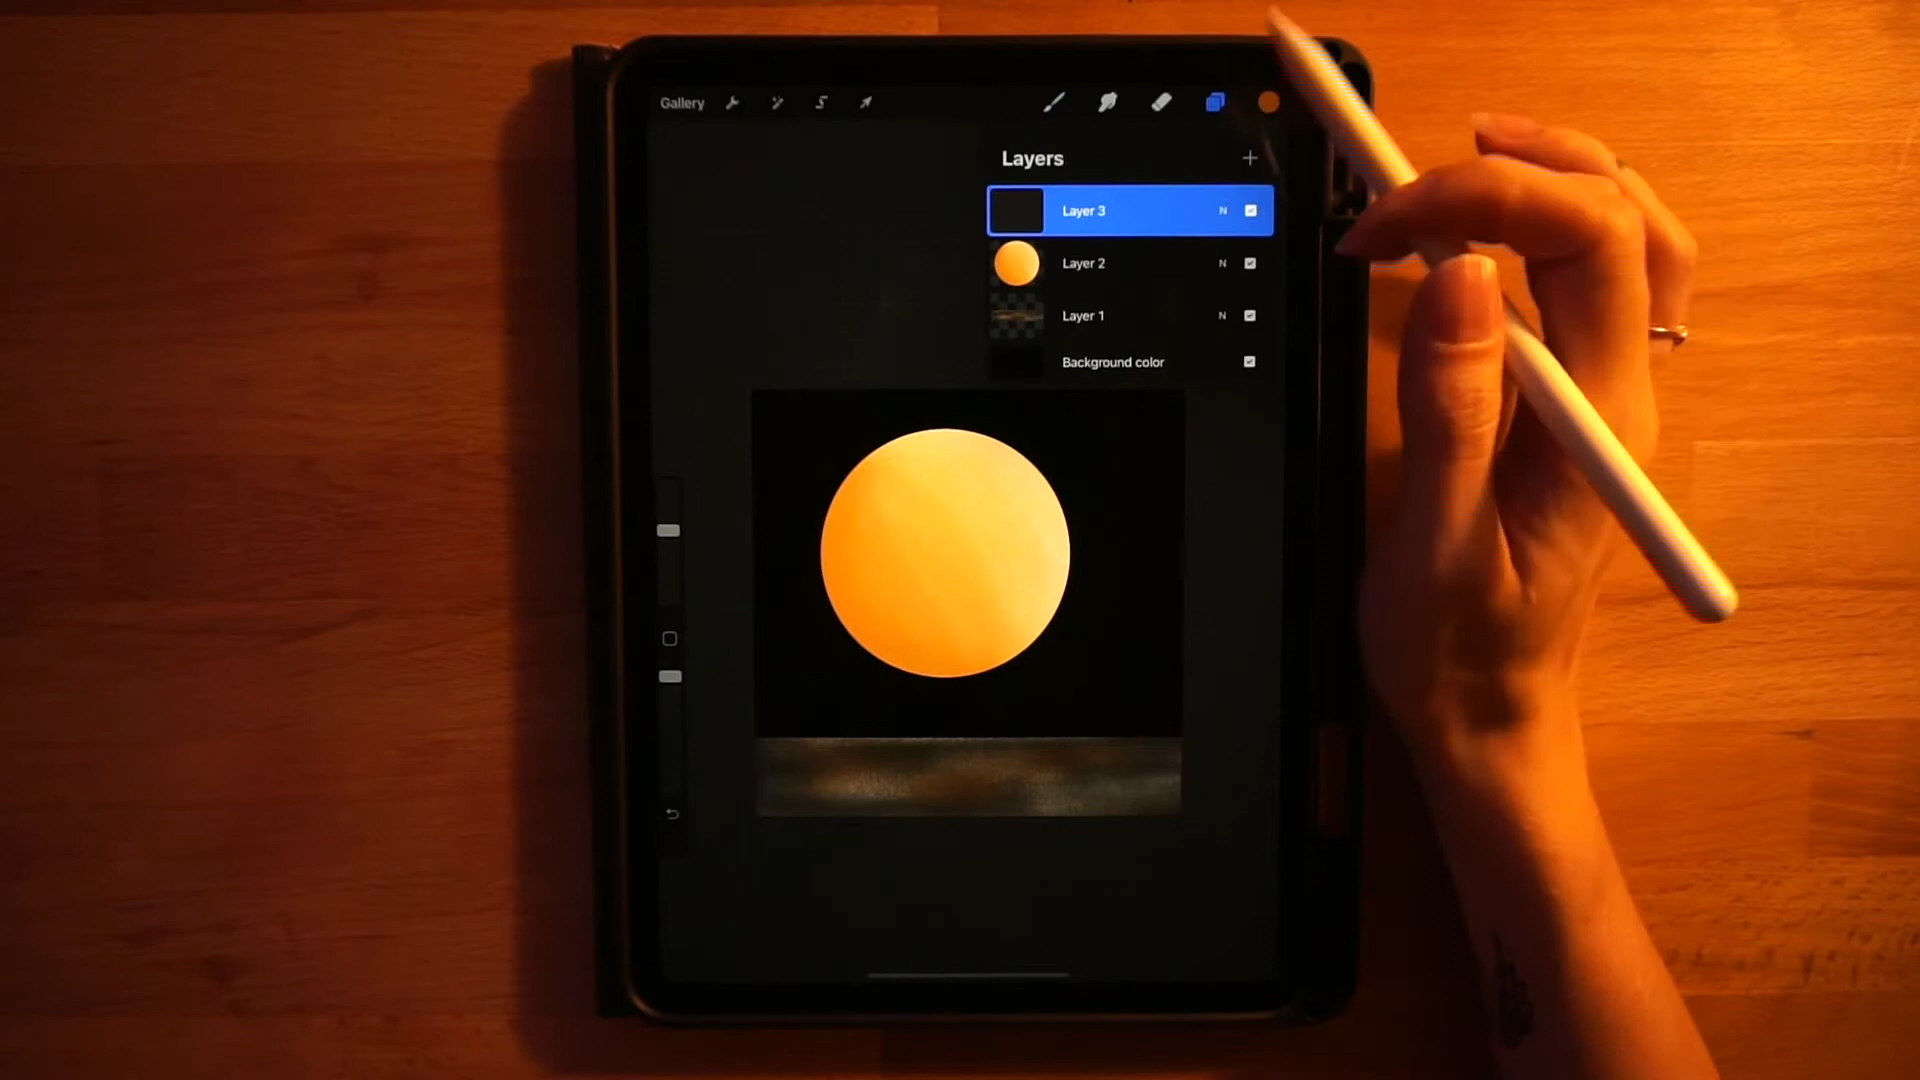 Gallery
Layers
Layer 3 N
Layer 2 N
Layer 1 N
Background color